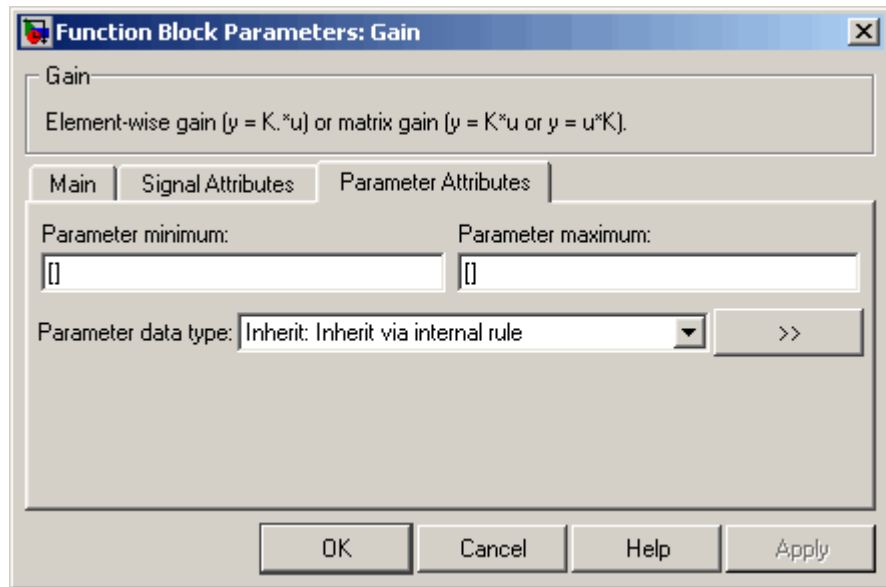 Function Block Parameters: Gain
Gain
Element-wise gain (y = K.*u) or matrix gain (y = K*u or y = u*K).
Main Signal Attributes Parameter Attributes
Parameter minimum: Parameter maximum:
[] []
Parameter data type: Inherit: Inherit via internal rule >>
OK Cancel Help Apply